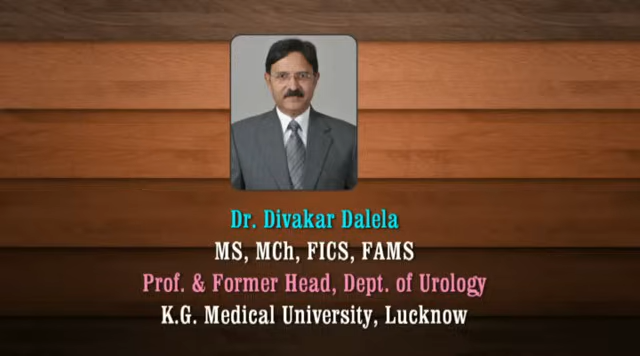 Dr. Divakar Dalela
MS, MCh, FICS, FAMS
Prof. & Former Head, Dept. of Urology
K.G. Medical University, Lucknow